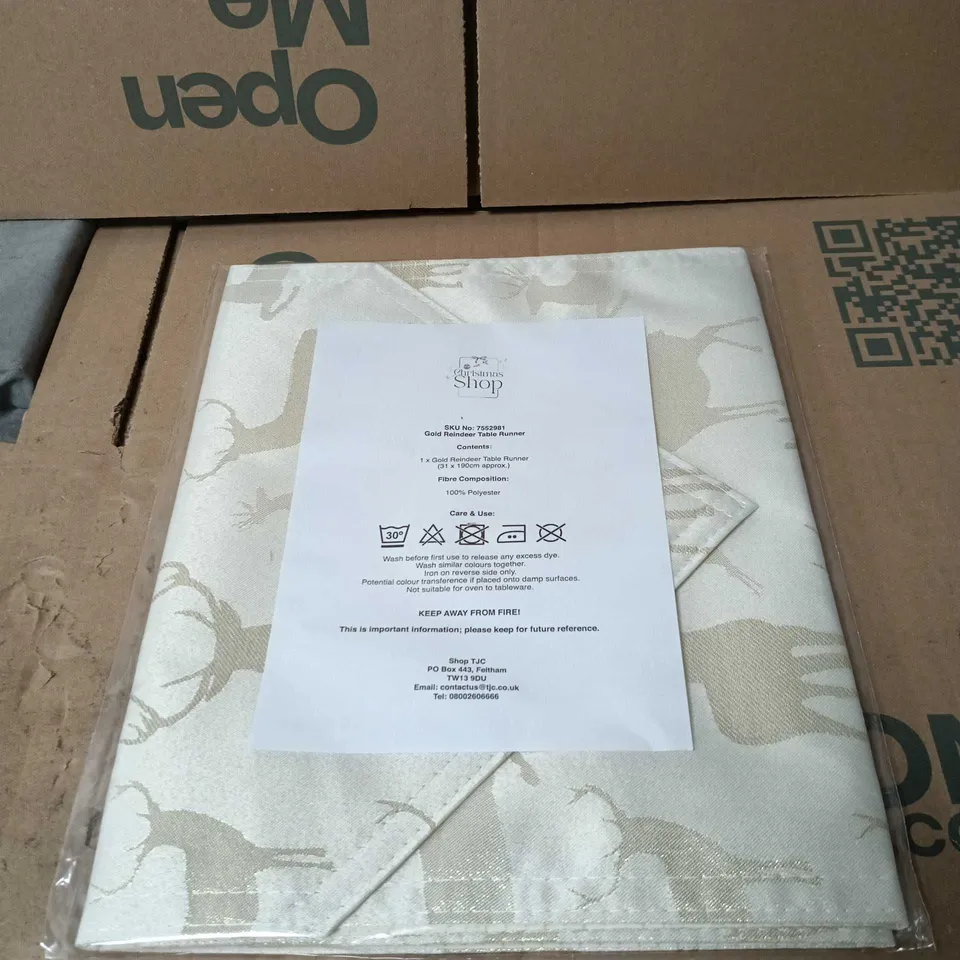 Open
Me
Christmas
Shop
SKU No: 7552981
Gold Reindeer Table Runner
Contents:
1 x Gold Reindeer Table Runner
(31 x 190cm approx.)
Fibre Composition:
100% Polyester
Care & Use:
30°
Wash before first use to release any excess dye.
Wash similar colours together.
Iron on reverse side only.
Potential colour transference if placed onto damp surfaces.
Not suitable for oven to tableware.
KEEP AWAY FROM FIRE!
This is important information; please keep for future reference.
Shop TJC
PO Box 443, Feltham
TW13 9DU
Email: contactus@tjc.co.uk
Tel: 08002606666